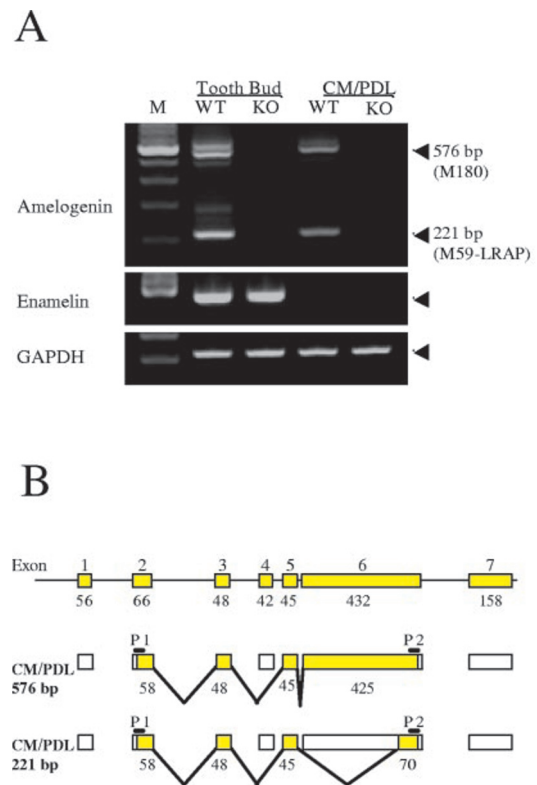 A
Tooth Bud CM/PDL
M WT KO WT KO
576 bp
(M180)
Amelogenin
221 bp
(M59-LRAP)
Enamelin
GAPDH
B
Exon 1 2 3 4 5 6 7
56 66 48 42 45 432 158
P 1 P 2
CM/PDL
576 bp
58 48 45 425
P 1 P 2
CM/PDL
221 bp
58 48 45 70